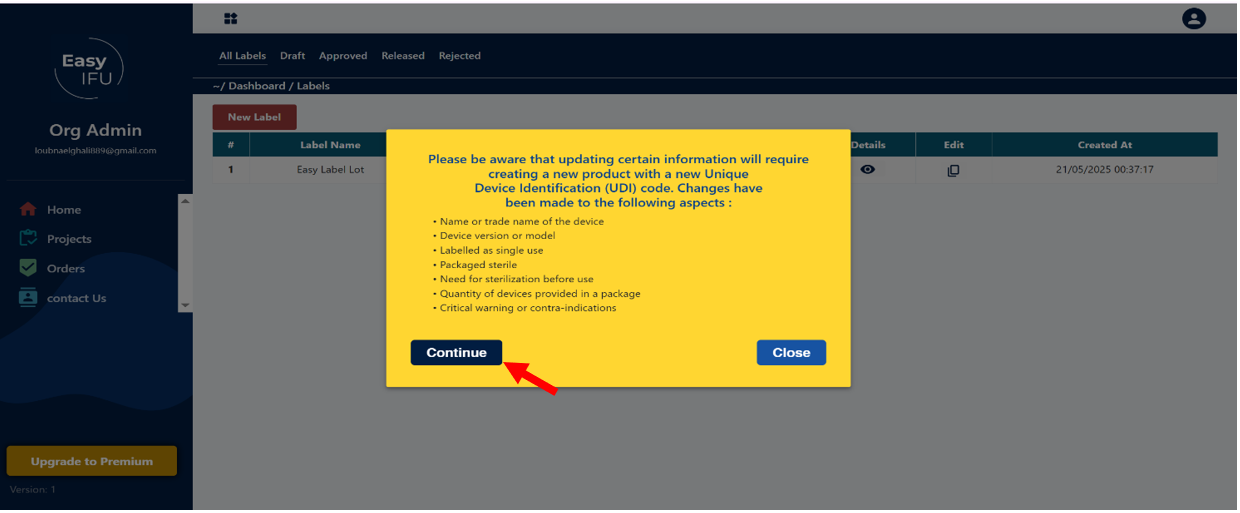 Easy
IFU
Org Admin
loubnaelghali889@gmail.com
Home
Projects
Orders
contact Us
Upgrade to Premium
Version: 1
All Labels Draft Approved Released Rejected
~/ Dashboard / Labels
New Label
# Label Name Details Edit Created At
1 Easy Label Lot 21/05/2025 00:37:17
Please be aware that updating certain information will require
creating a new product with a new Unique
Device Identification (UDI) code. Changes have
been made to the following aspects :
• Name or trade name of the device
• Device version or model
• Labelled as single use
• Packaged sterile
• Need for sterilization before use
• Quantity of devices provided in a package
• Critical warning or contra-indications
Continue Close